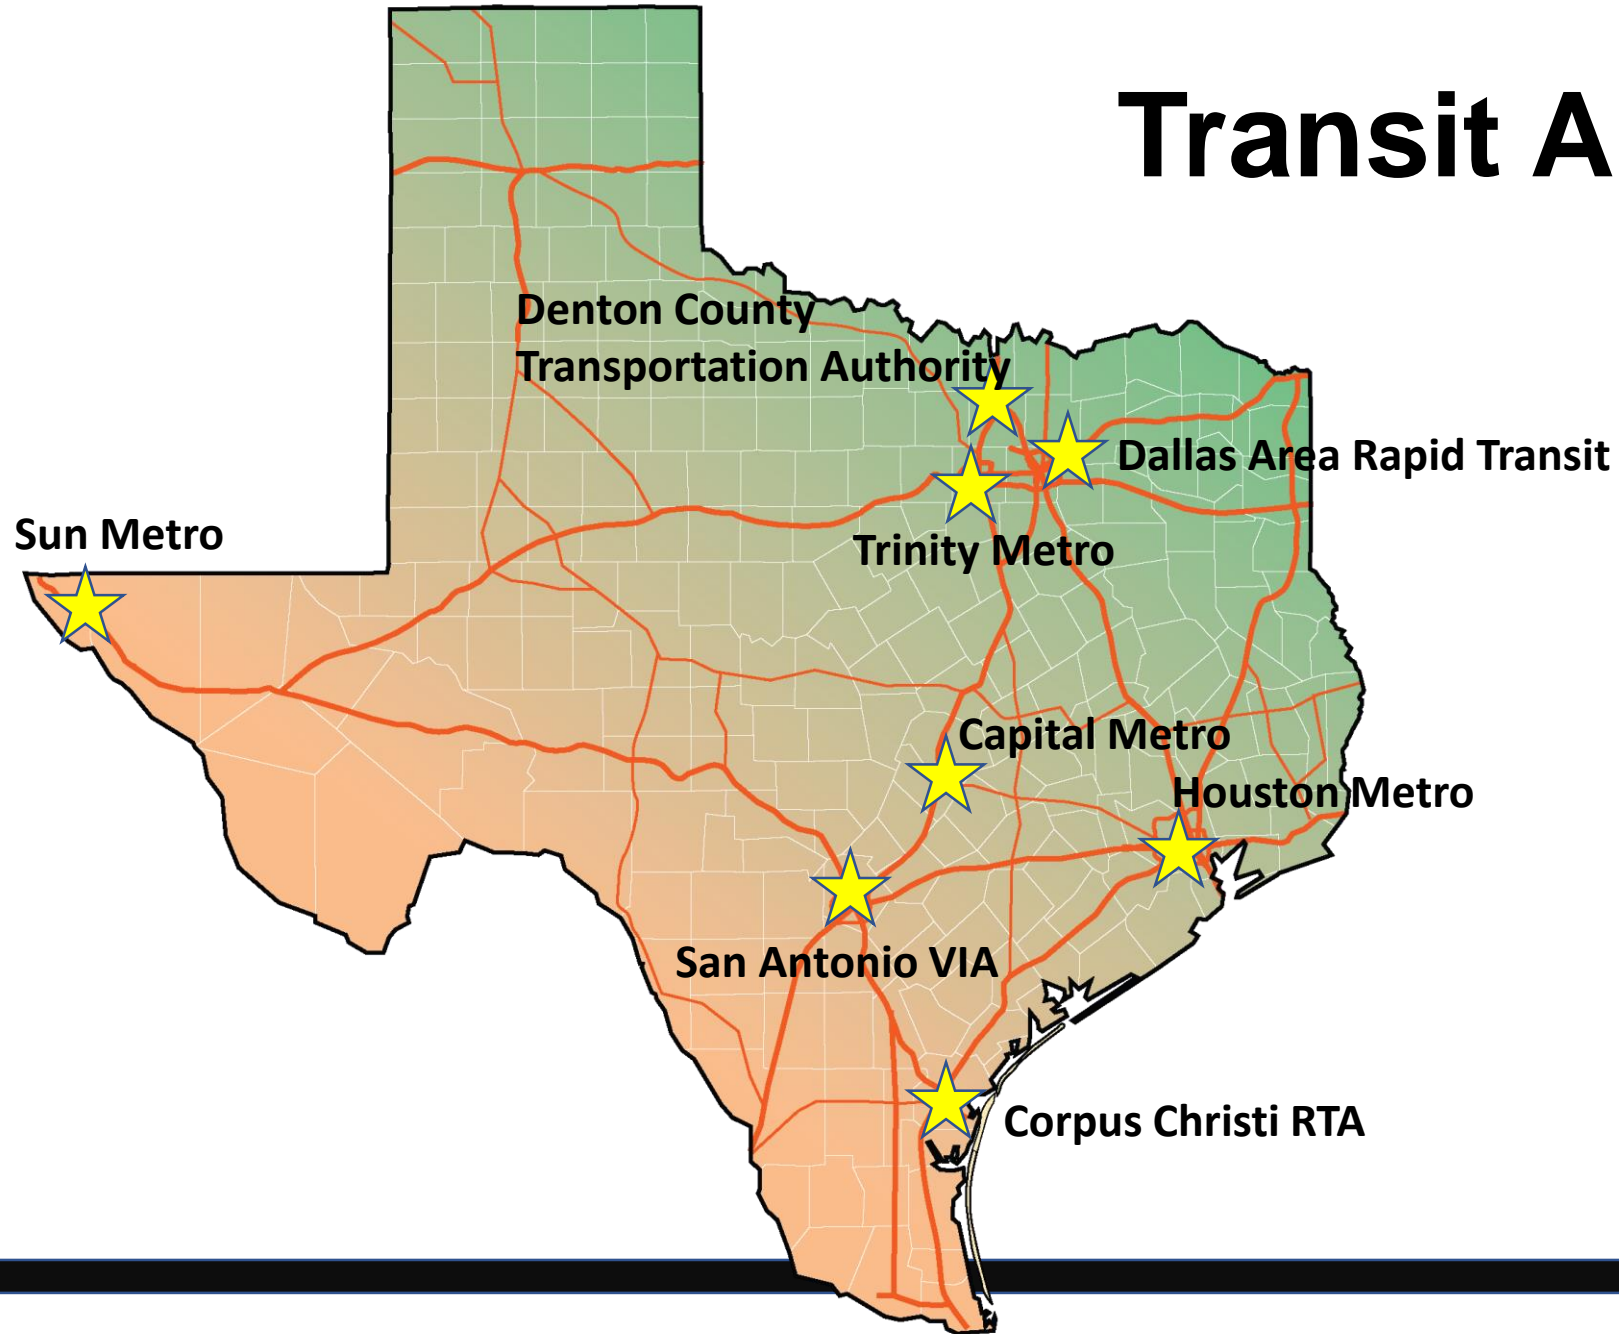 Transit A
Denton County
Transportation Authority
Dallas Area Rapid Transit
Sun Metro
Trinity Metro
Capital Metro
Houston Metro
San Antonio VIA
Corpus Christi RTA